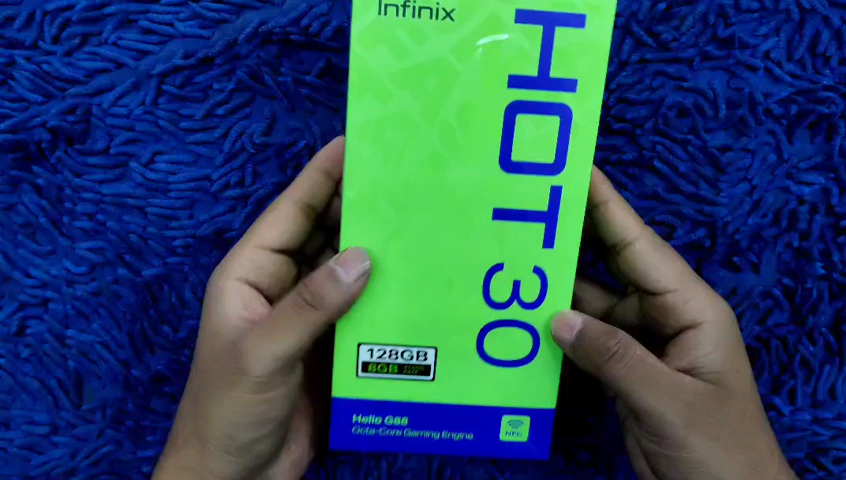 Infinix
HOT 30
128GB
8GB
Helio G88
Octa-Core Gaming Engine
NFC